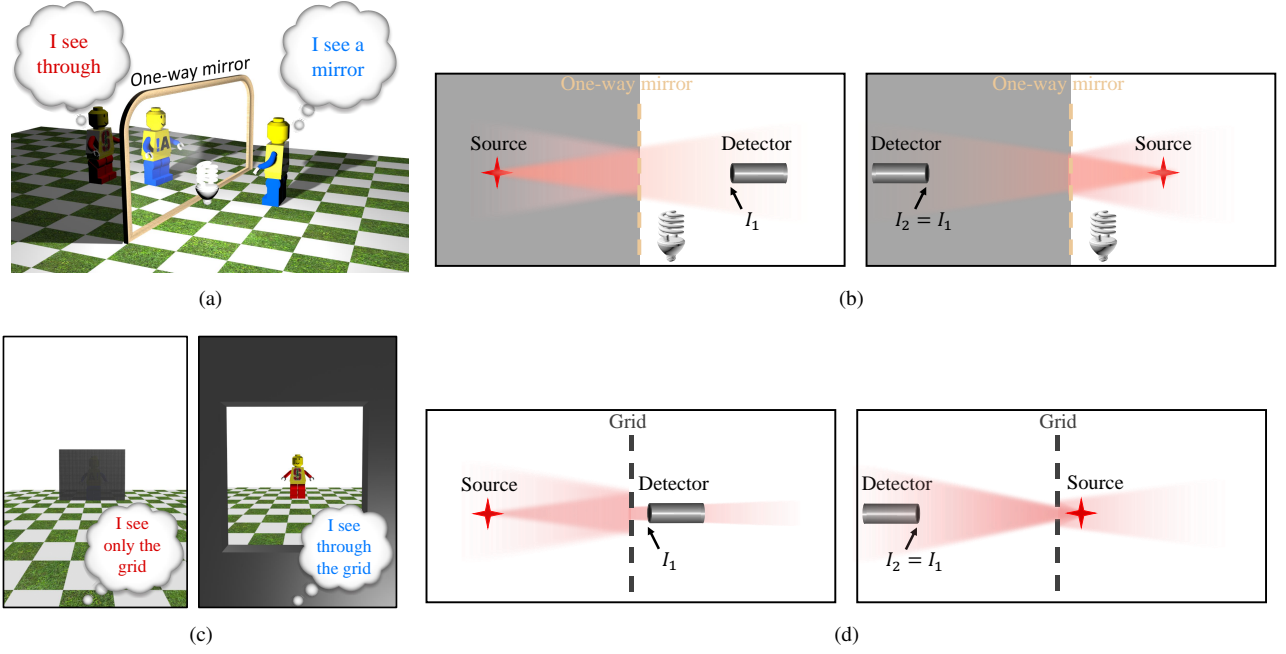 I see
through
One-way mirror
I see a
mirror
S
A
(a)
One-way mirror
Source
Detector
I₁
One-way mirror
Detector
Source
I₂ = I₁
(b)
I see
only the
grid
S
I see
through
the grid
(c)
Grid
Source
Detector
I₁
Grid
Detector
Source
I₂ = I₁
(d)